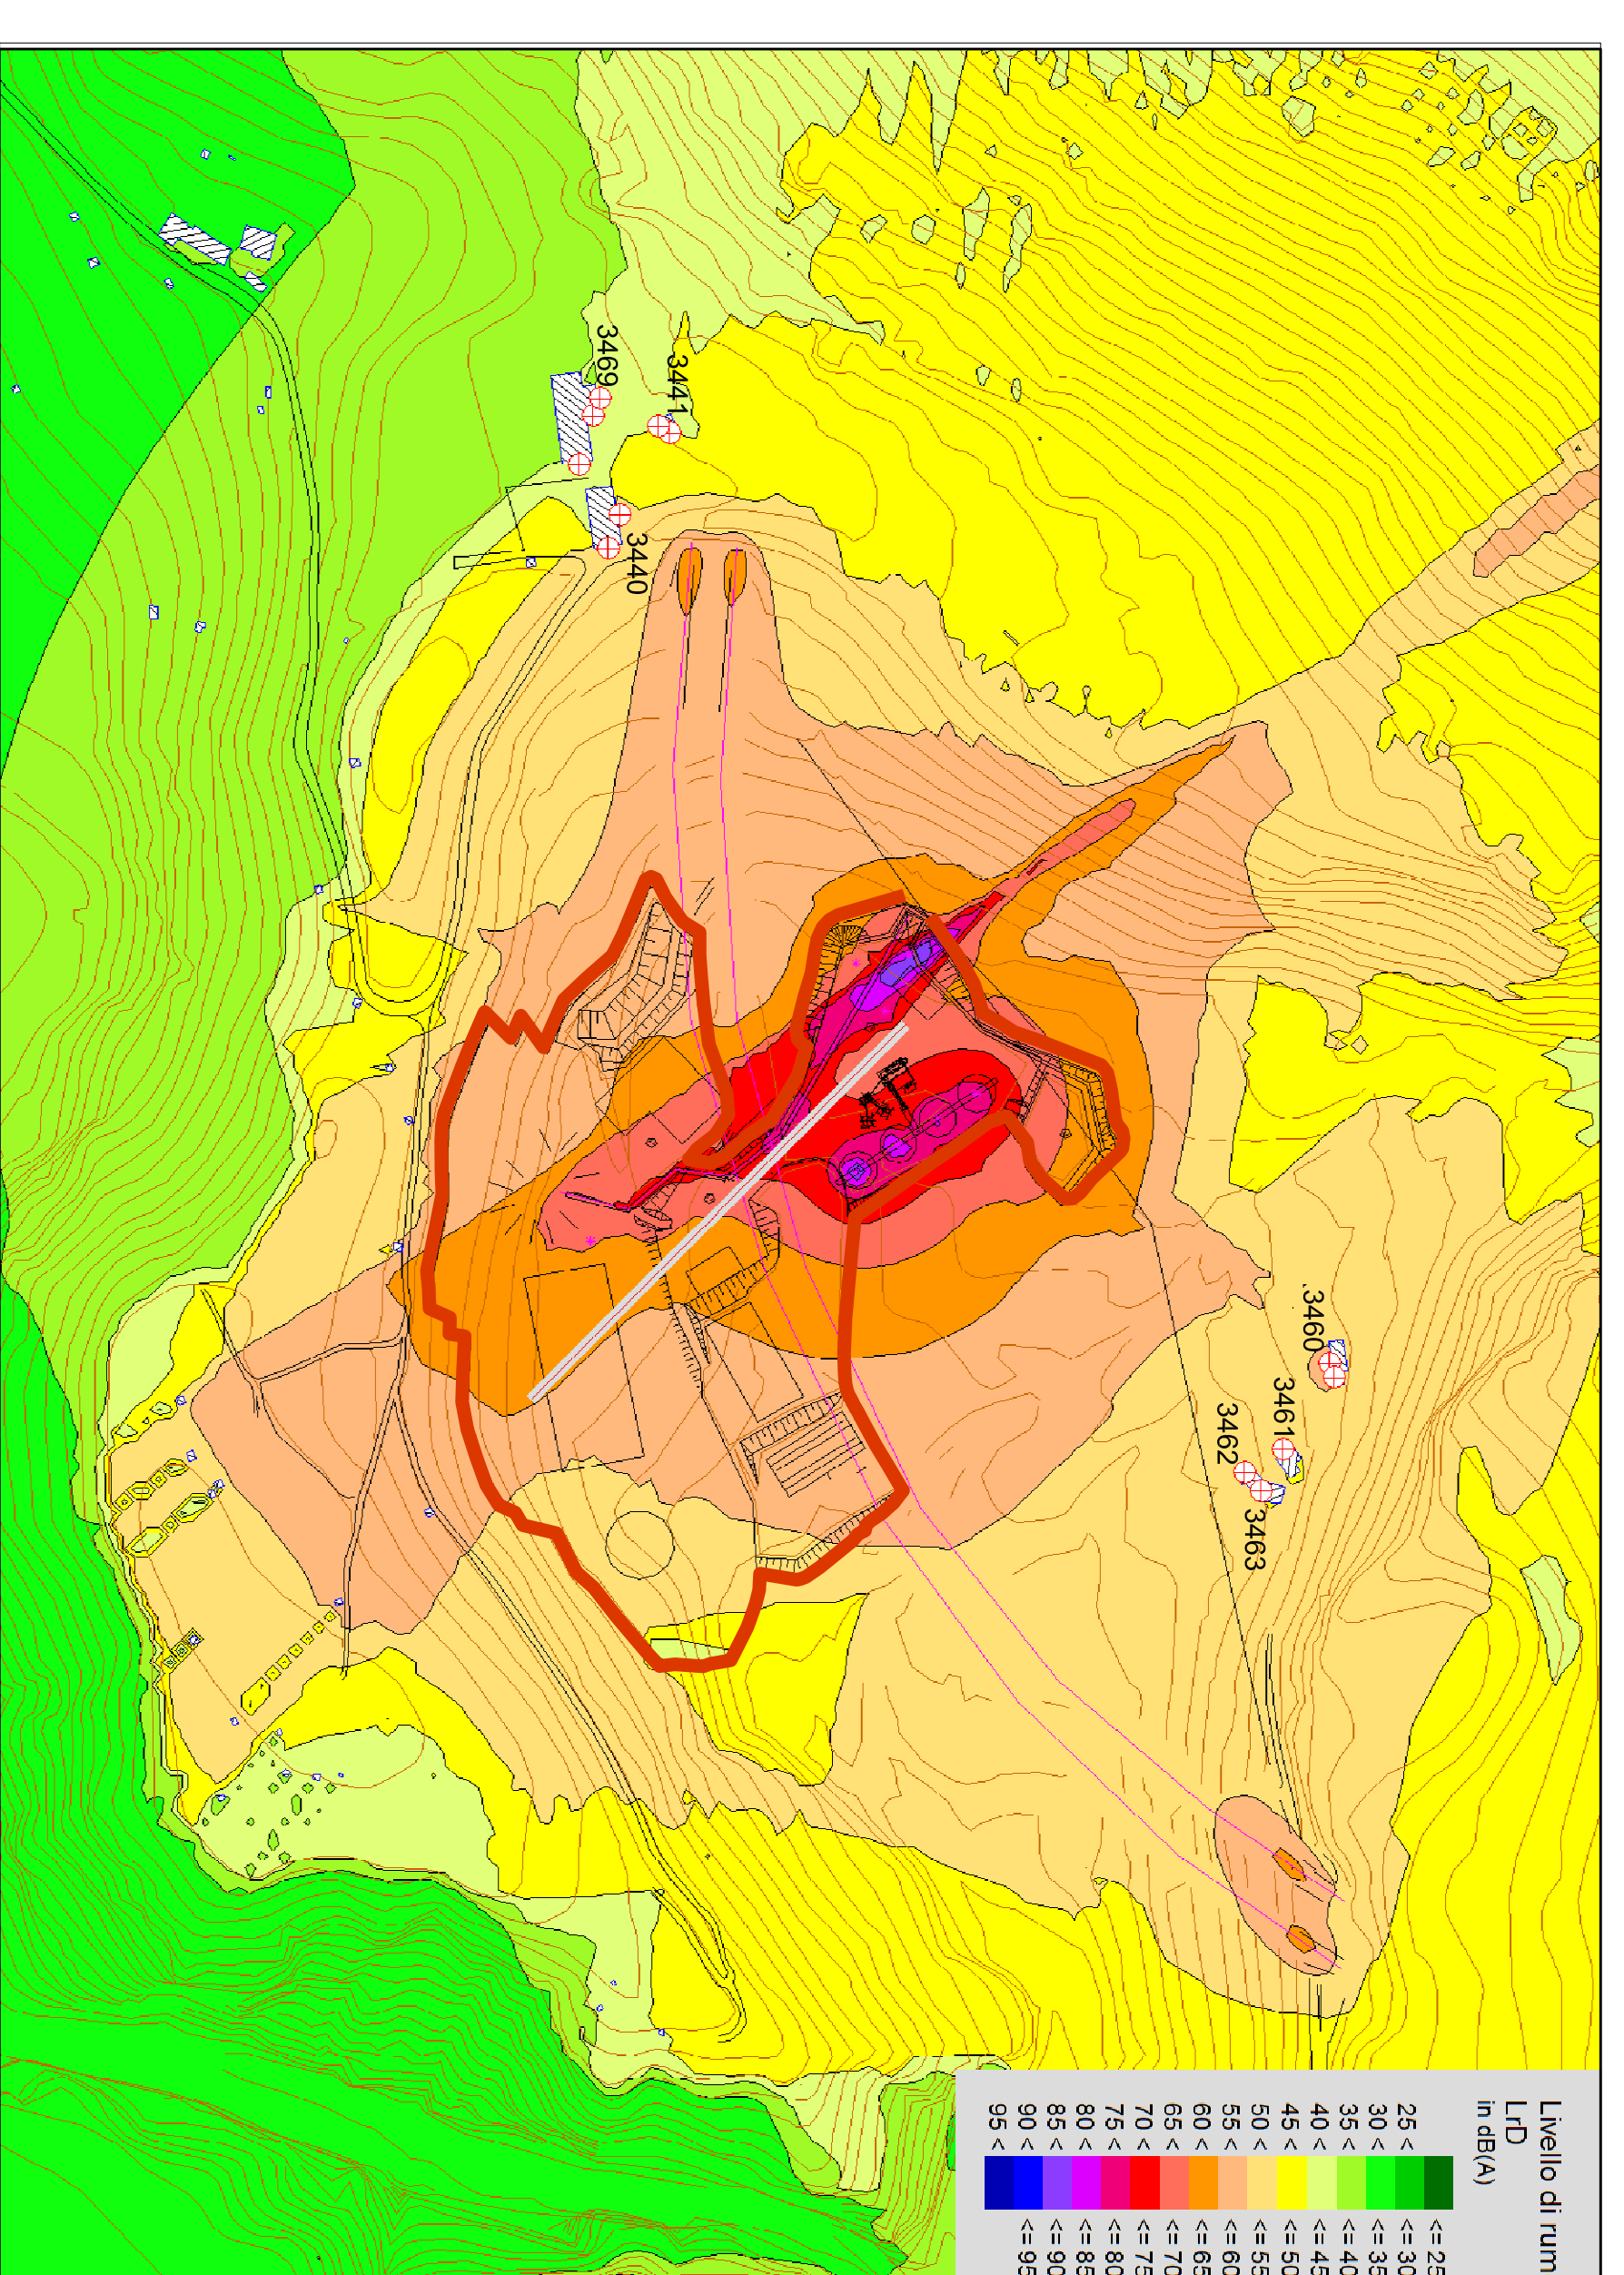 3469
3441
3440
3460
3461
3462
3463
Livello di rum
LrD
in dB(A)
<=25
25 < <=30
30 < <=35
35 < <=40
40 < <=45
45 < <=50
50 < <=55
55 < <=60
60 < <=65
65 < <=70
70 < <=75
75 < <=80
80 < <=85
85 < <=90
90 < <=95
95 <